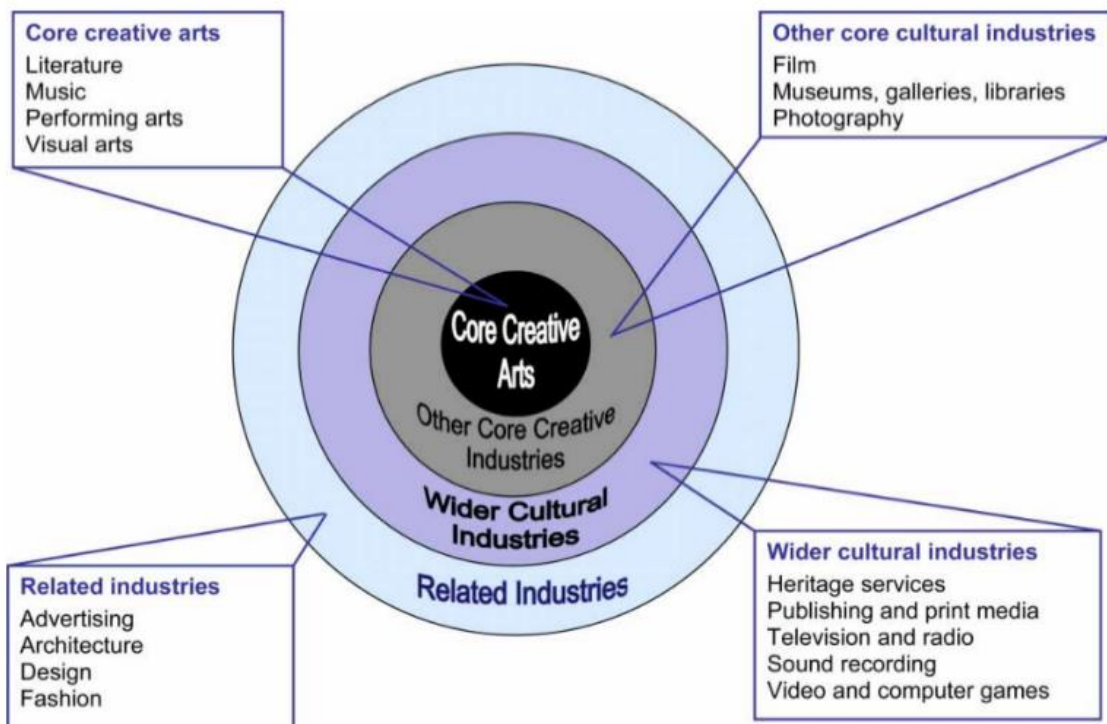 Core creative arts
Literature
Music
Performing arts
Visual arts
Other core cultural industries
Film
Museums, galleries, libraries
Photography
Core Creative
Arts
Other Core Creative
Industries
Wider Cultural
Industries
Related Industries
Related industries
Advertising
Architecture
Design
Fashion
Wider cultural industries
Heritage services
Publishing and print media
Television and radio
Sound recording
Video and computer games